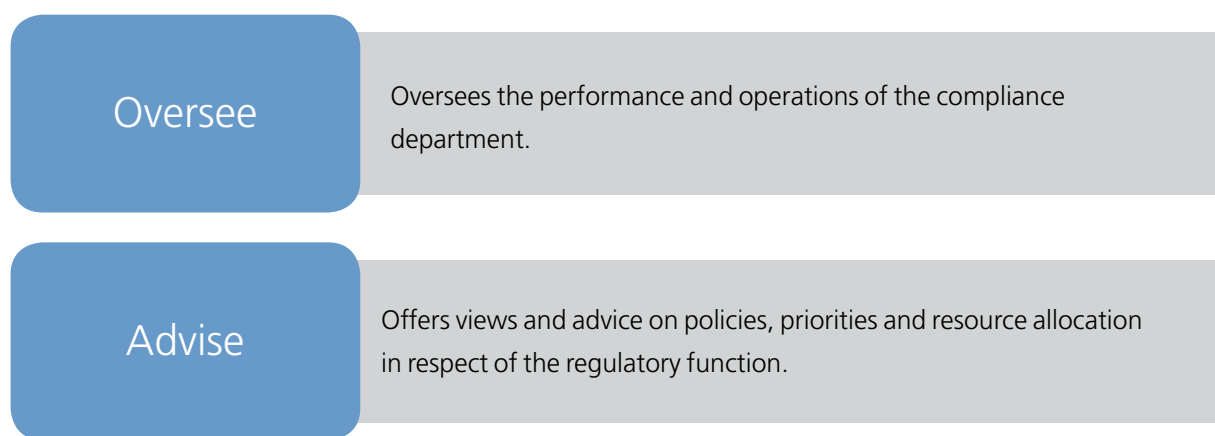 Oversee
Oversees the performance and operations of the compliance
department.
Advise
Offers views and advice on policies, priorities and resource allocation
in respect of the regulatory function.